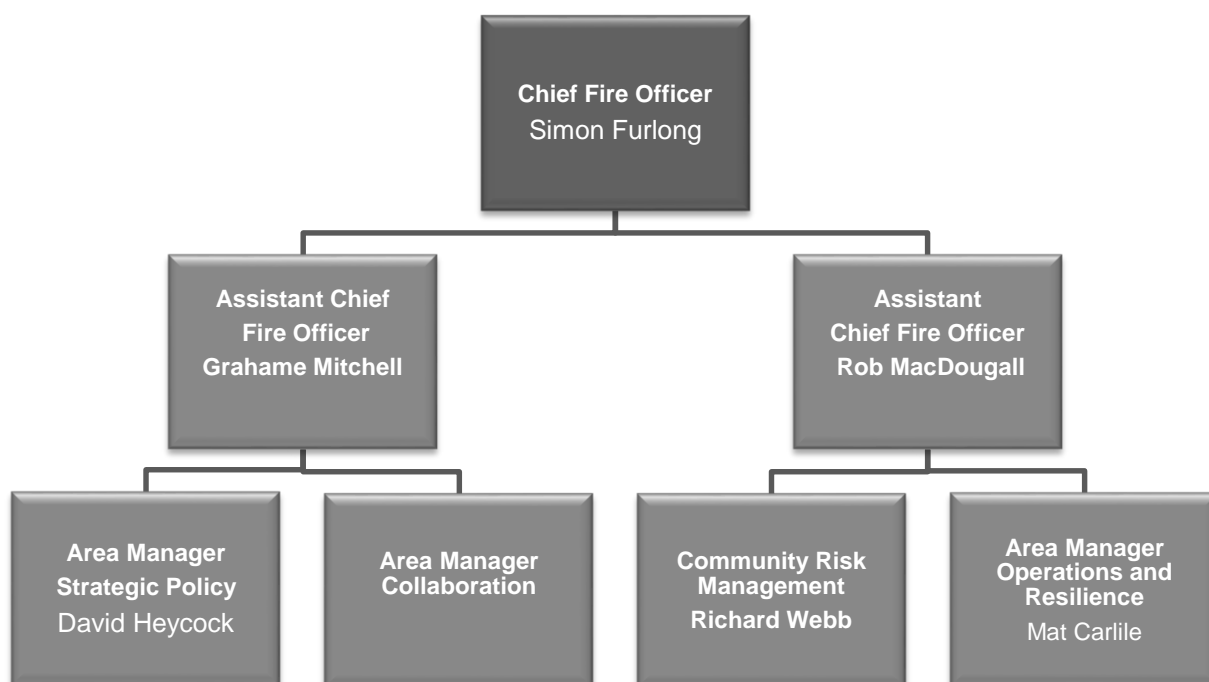 Chief Fire Officer
Simon Furlong
Assistant Chief
Fire Officer
Grahame Mitchell
Assistant
Chief Fire Officer
Rob MacDougall
Area Manager
Strategic Policy
David Heycock
Area Manager
Collaboration
Community Risk
Management
Richard Webb
Area Manager
Operations and
Resilience
Mat Carlile